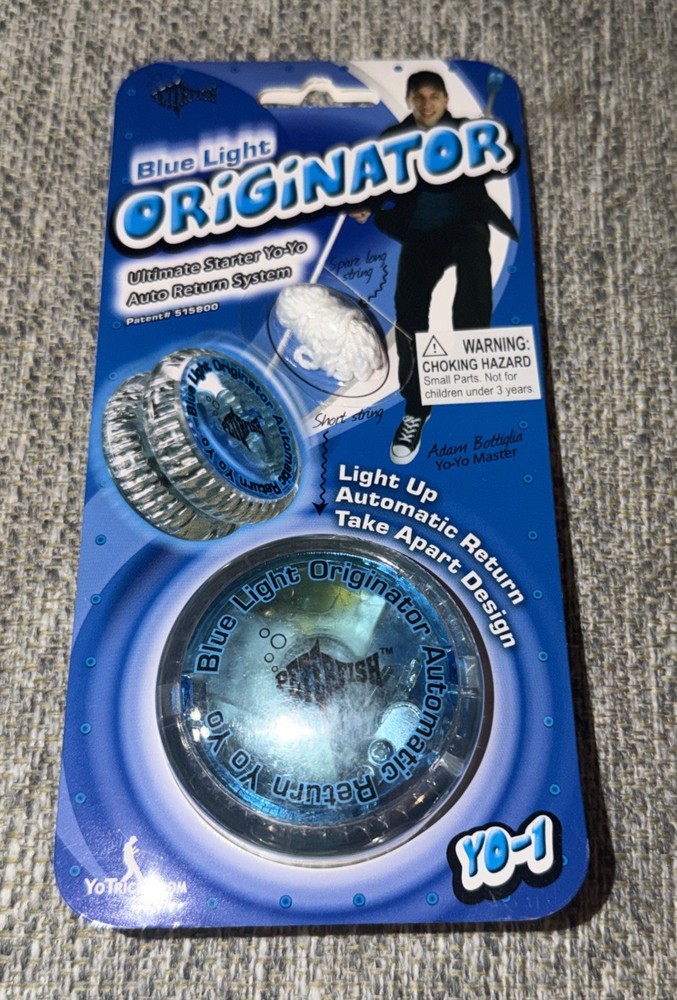 PETERFISH
Blue Light
ORiGiNATOR
Ultimate Starter Yo-Yo
Auto Return System
Patent# 515800
Spare long
string
WARNING:
CHOKING HAZARD
Small Parts. Not for
children under 3 years.
Blue Light Originator Automatic Return Yo Yo
Short string
Adam Bottiglia
Yo-Yo Master
Light Up
Automatic Return
Take Apart Design
Blue Light Originator Automatic Return Yo Yo
PETERFISH™
YO-1